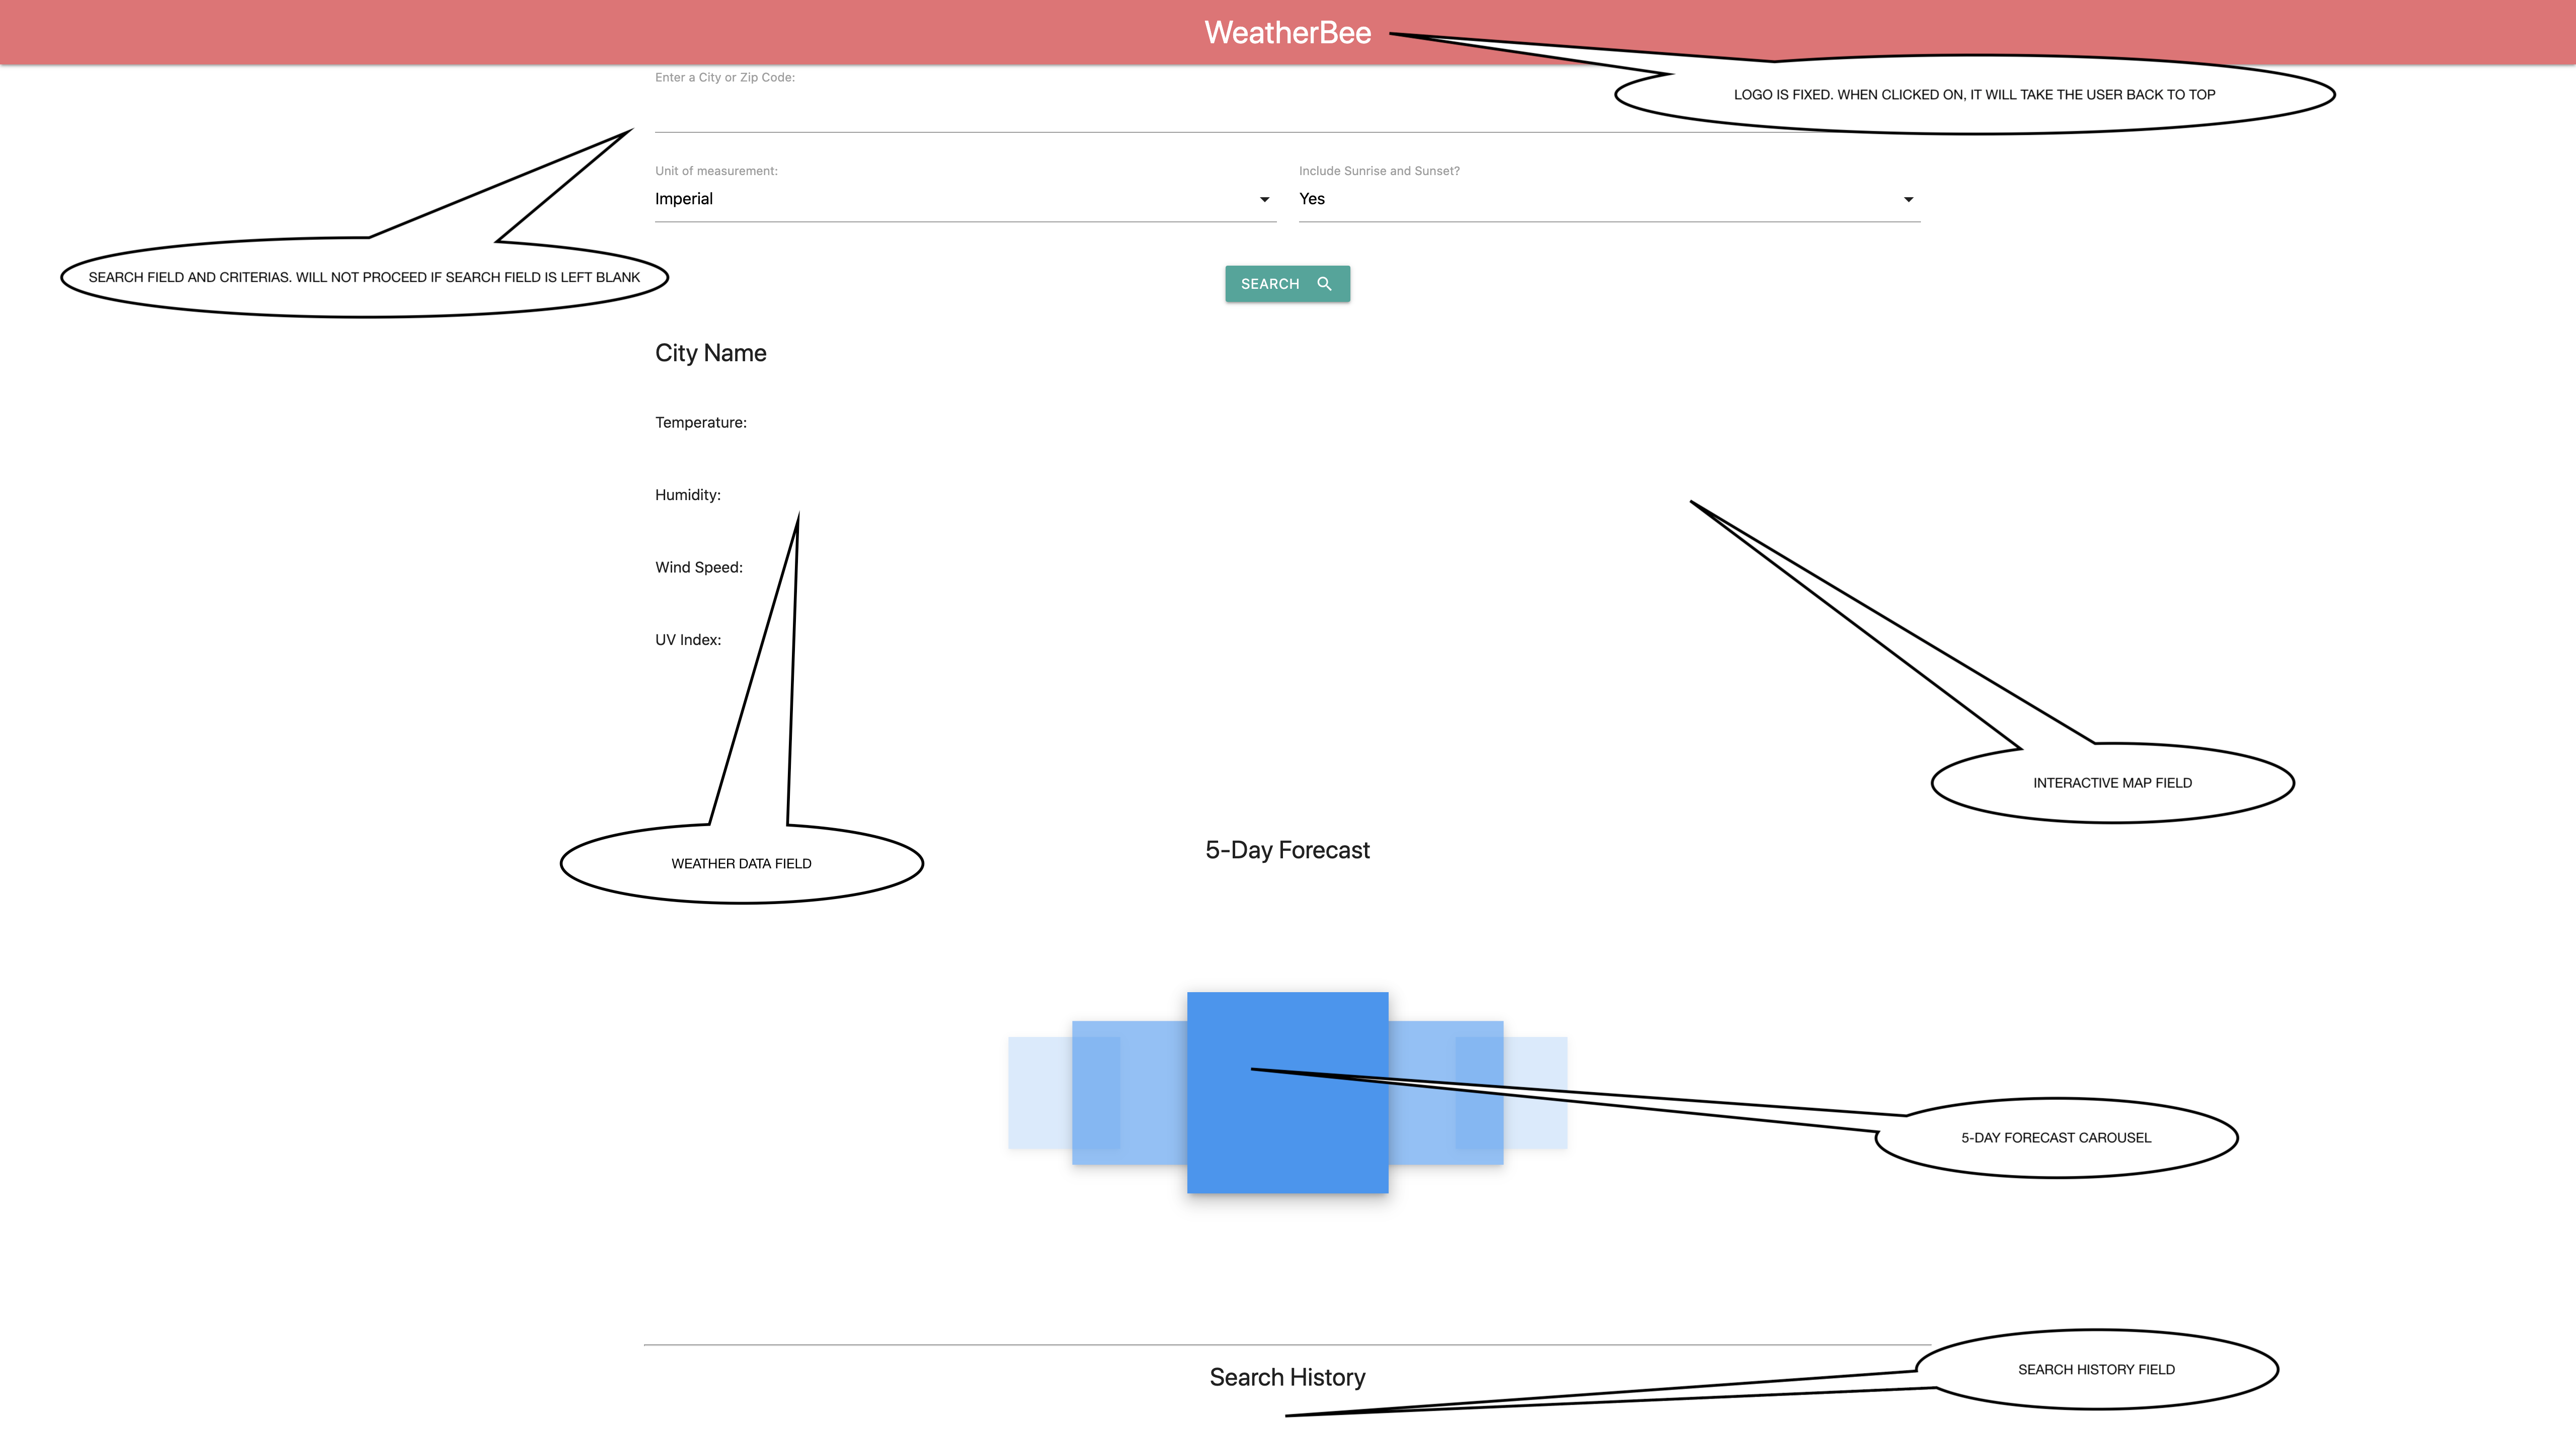 WeatherBee
Enter a City or Zip Code:
LOGO IS FIXED. WHEN CLICKED ON, IT WILL TAKE THE USER BACK TO TOP
Unit of measurement:
Include Sunrise and Sunset?
Imperial
Yes
SEARCH FIELD AND CRITERIAS. WILL NOT PROCEED IF SEARCH FIELD IS LEFT BLANK
SEARCH
City Name
Temperature:
Humidity:
Wind Speed:
UV Index:
INTERACTIVE MAP FIELD
5-Day Forecast
WEATHER DATA FIELD
5-DAY FORECAST CAROUSEL
Search History
SEARCH HISTORY FIELD